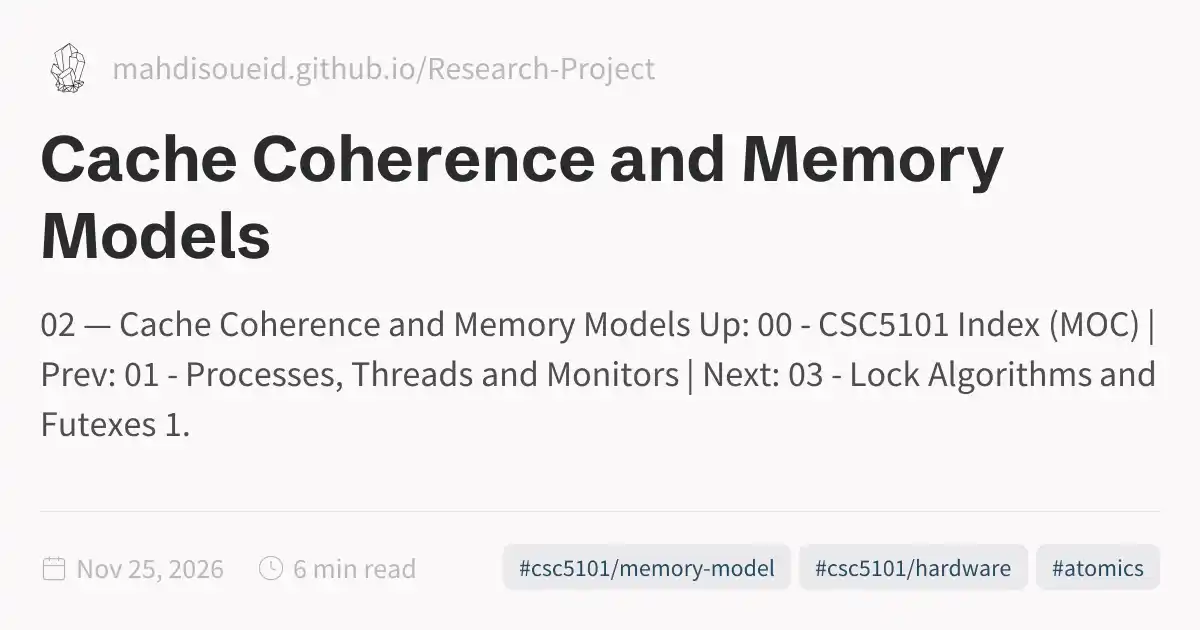 mahdisoueid.github.io/Research-Project
Cache Coherence and Memory
Models
02 — Cache Coherence and Memory Models Up: 00 - CSC5101 Index (MOC) |
Prev: 01 - Processes, Threads and Monitors | Next: 03 - Lock Algorithms and
Futexes 1.
Nov 25, 2026 6 min read #csc5101/memory-model #csc5101/hardware #atomics